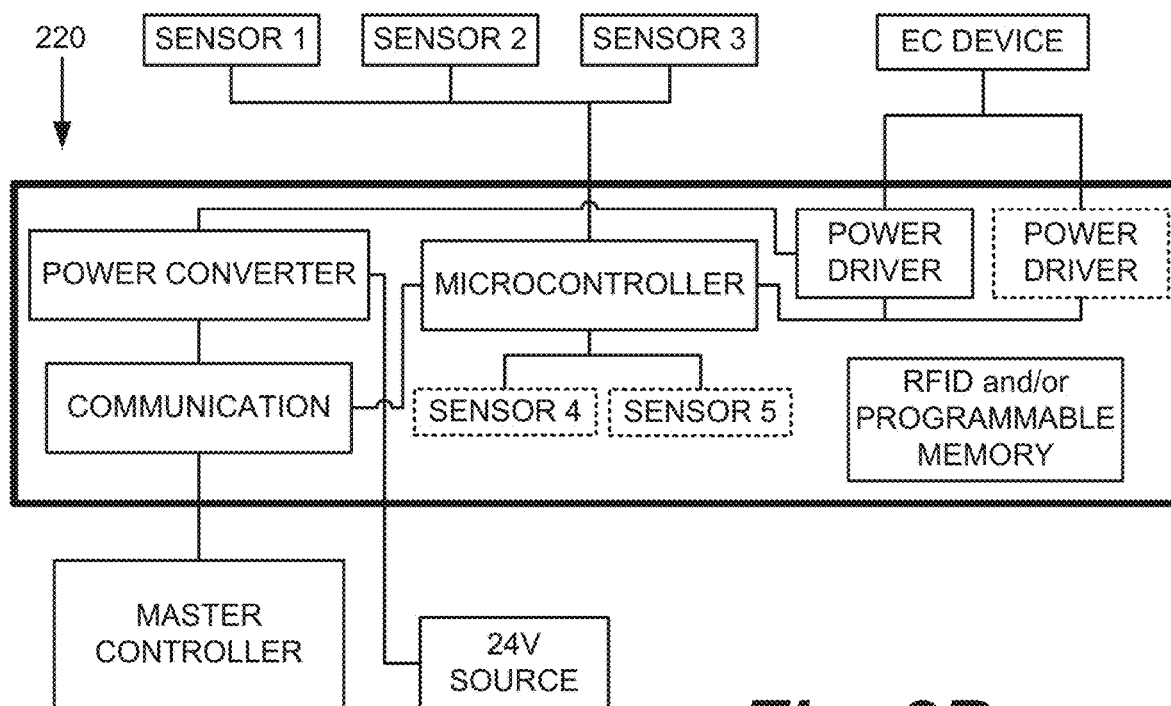 220
SENSOR 1
SENSOR 2
SENSOR 3
EC DEVICE
POWER CONVERTER
MICROCONTROLLER
POWER
DRIVER
POWER
DRIVER
COMMUNICATION
SENSOR 4
SENSOR 5
RFID and/or
PROGRAMMABLE
MEMORY
MASTER
CONTROLLER
24V
SOURCE